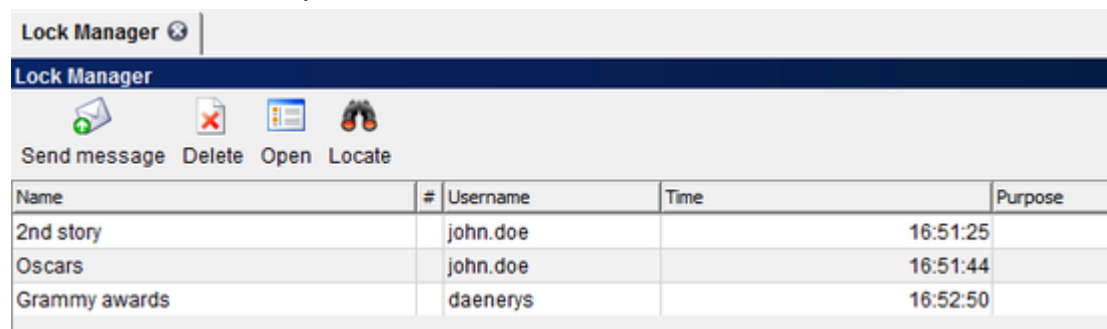 Lock Manager
Lock Manager
Send message Delete Open Locate
Name # Username Time Purpose
2nd story john.doe 16:51:25
Oscars john.doe 16:51:44
Grammy awards daenerys 16:52:50